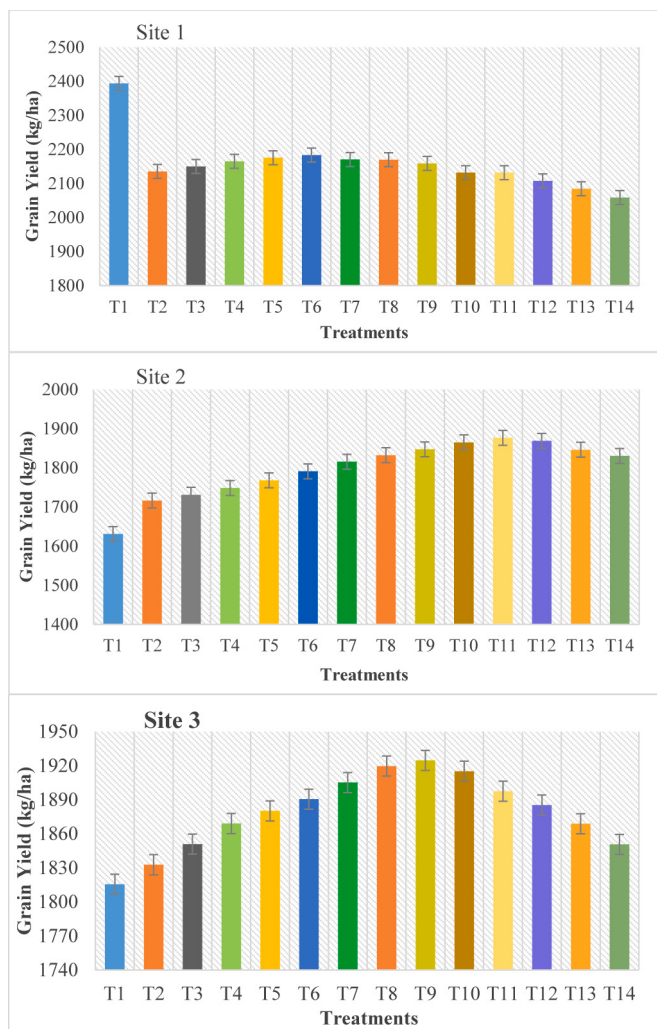 Site 1
Grain Yield (kg/ha)
2500
2400
2300
2200
2100
2000
1900
1800
T1 T2 T3 T4 T5 T6 T7 T8 T9 T10 T11 T12 T13 T14
Treatments
Site 2
Grain Yield (kg/ha)
2000
1900
1800
1700
1600
1500
1400
T1 T2 T3 T4 T5 T6 T7 T8 T9 T10 T11 T12 T13 T14
Treatments
Site 3
Grain Yield (kg/ha)
1950
1920
1890
1860
1830
1800
1770
1740
T1 T2 T3 T4 T5 T6 T7 T8 T9 T10 T11 T12 T13 T14
Treatments